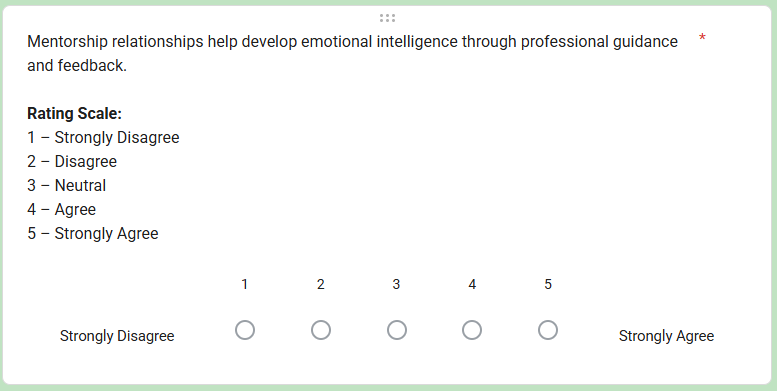 Mentorship relationships help develop emotional intelligence through professional guidance *
and feedback.
Rating Scale:
1 – Strongly Disagree
2 – Disagree
3 – Neutral
4 – Agree
5 – Strongly Agree
1 2 3 4 5
Strongly Disagree Strongly Agree